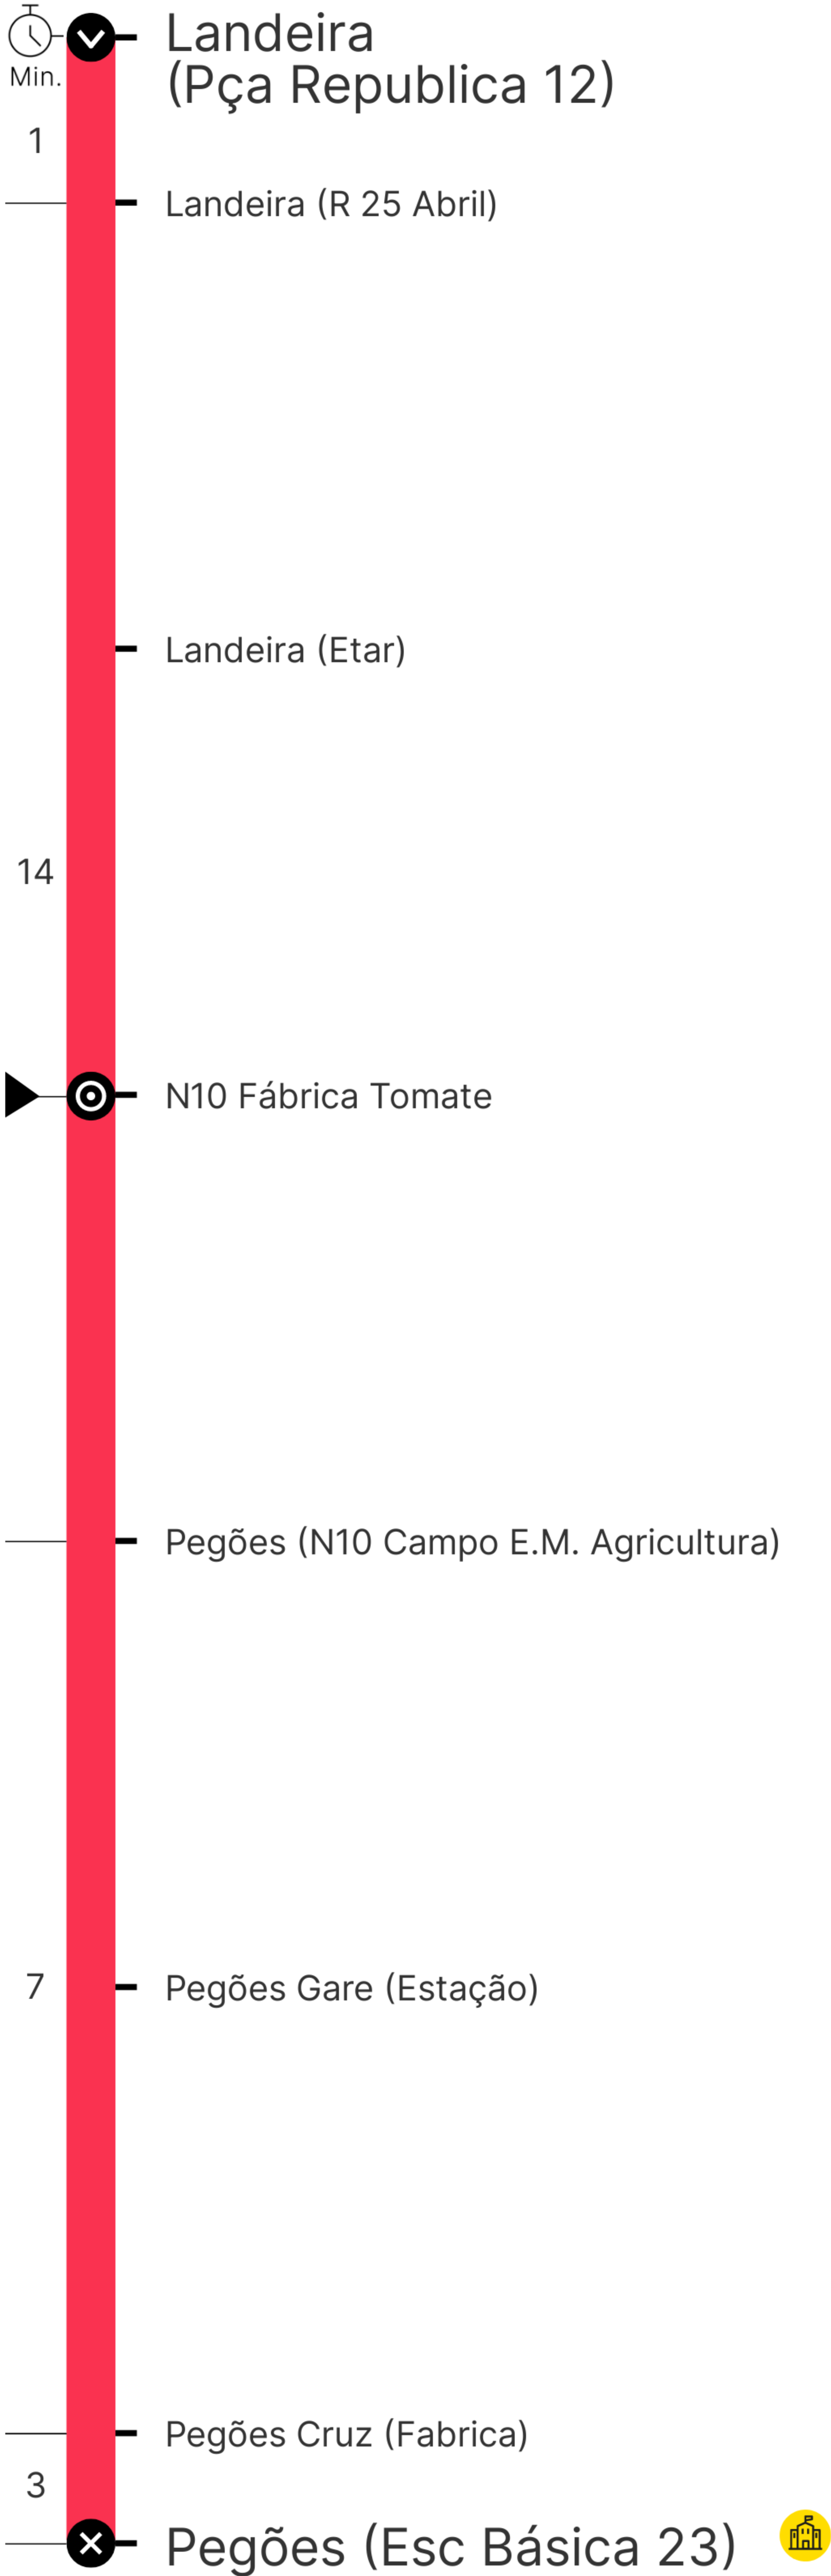 Landeira
(Pça Republica 12)
Min.
1
Landeira (R 25 Abril)
Landeira (Etar)
14
N10 Fábrica Tomate
Pegões (N10 Campo E.M. Agricultura)
7
Pegões Gare (Estação)
Pegões Cruz (Fabrica)
3
Pegões (Esc Básica 23)